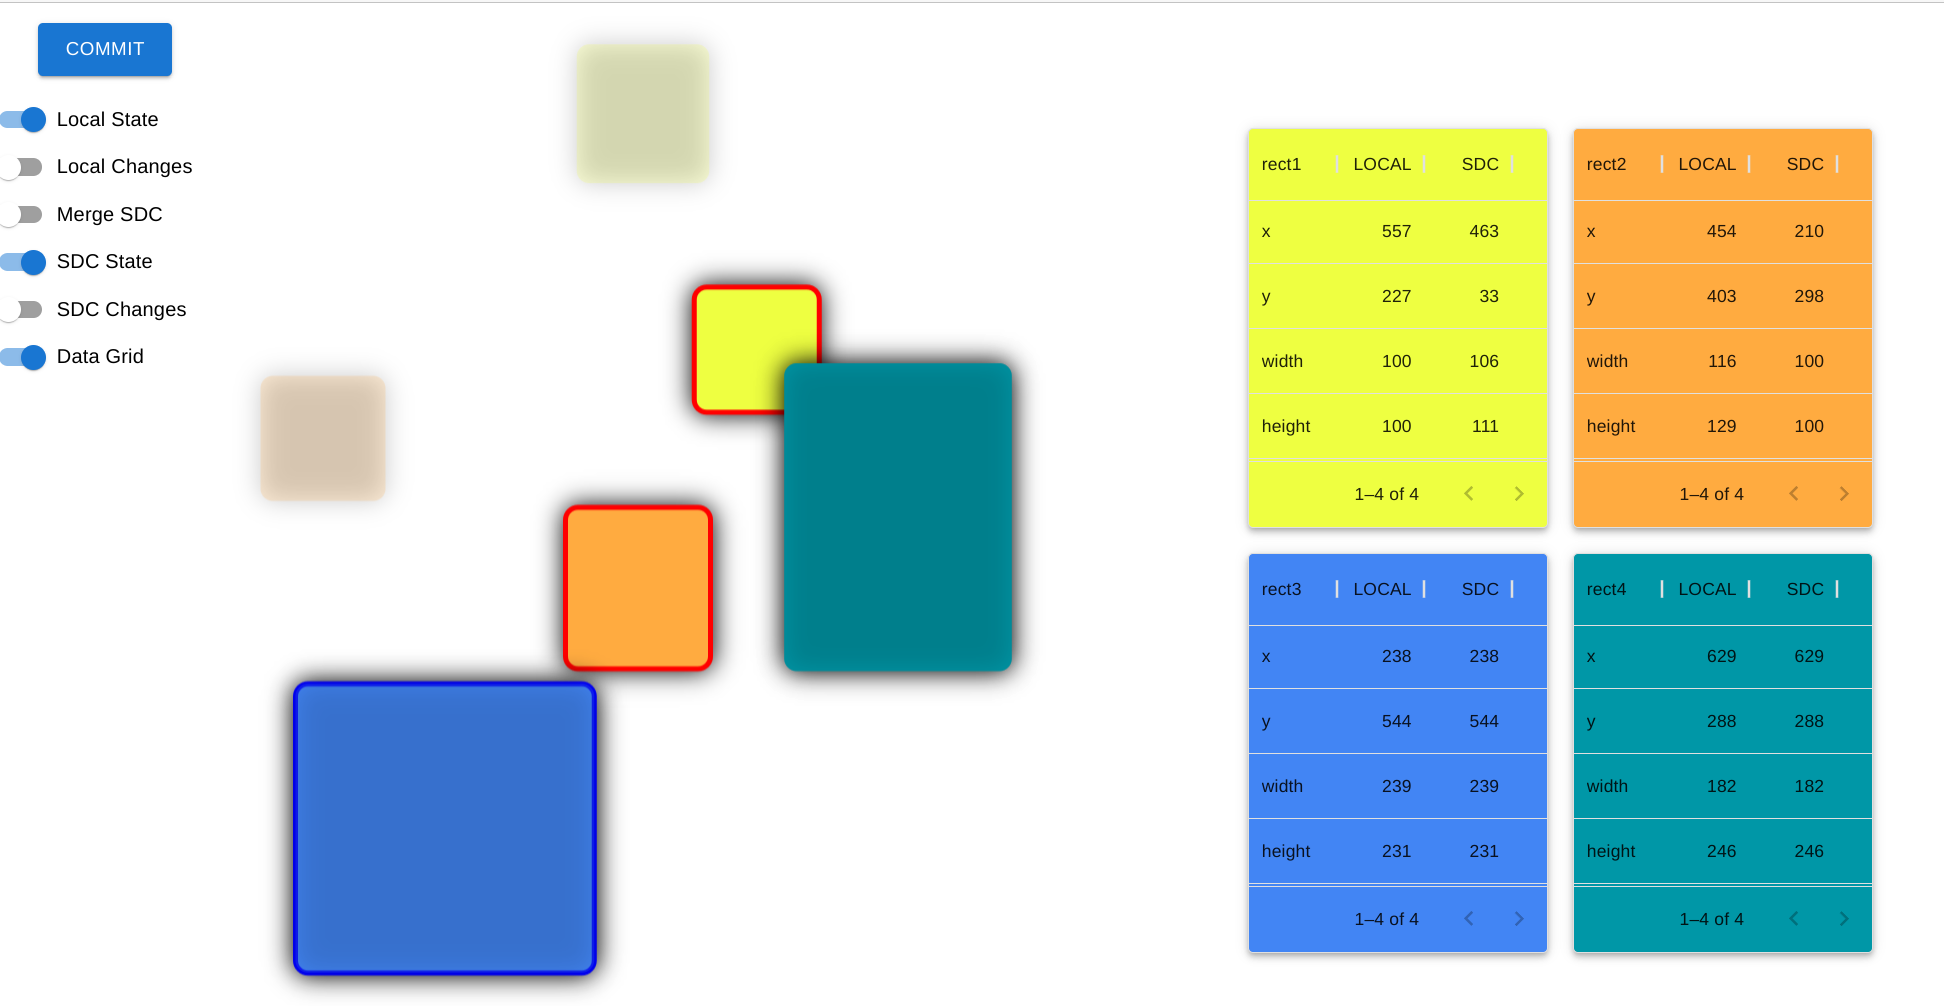 COMMIT
Local State
Local Changes
Merge SDC
SDC State
SDC Changes
Data Grid
rect1 LOCAL SDC
x 557 463
y 227 33
width 100 106
height 100 111
1–4 of 4
rect2 LOCAL SDC
x 454 210
y 403 298
width 116 100
height 129 100
1–4 of 4
rect3 LOCAL SDC
x 238 238
y 544 544
width 239 239
height 231 231
1–4 of 4
rect4 LOCAL SDC
x 629 629
y 288 288
width 182 182
height 246 246
1–4 of 4